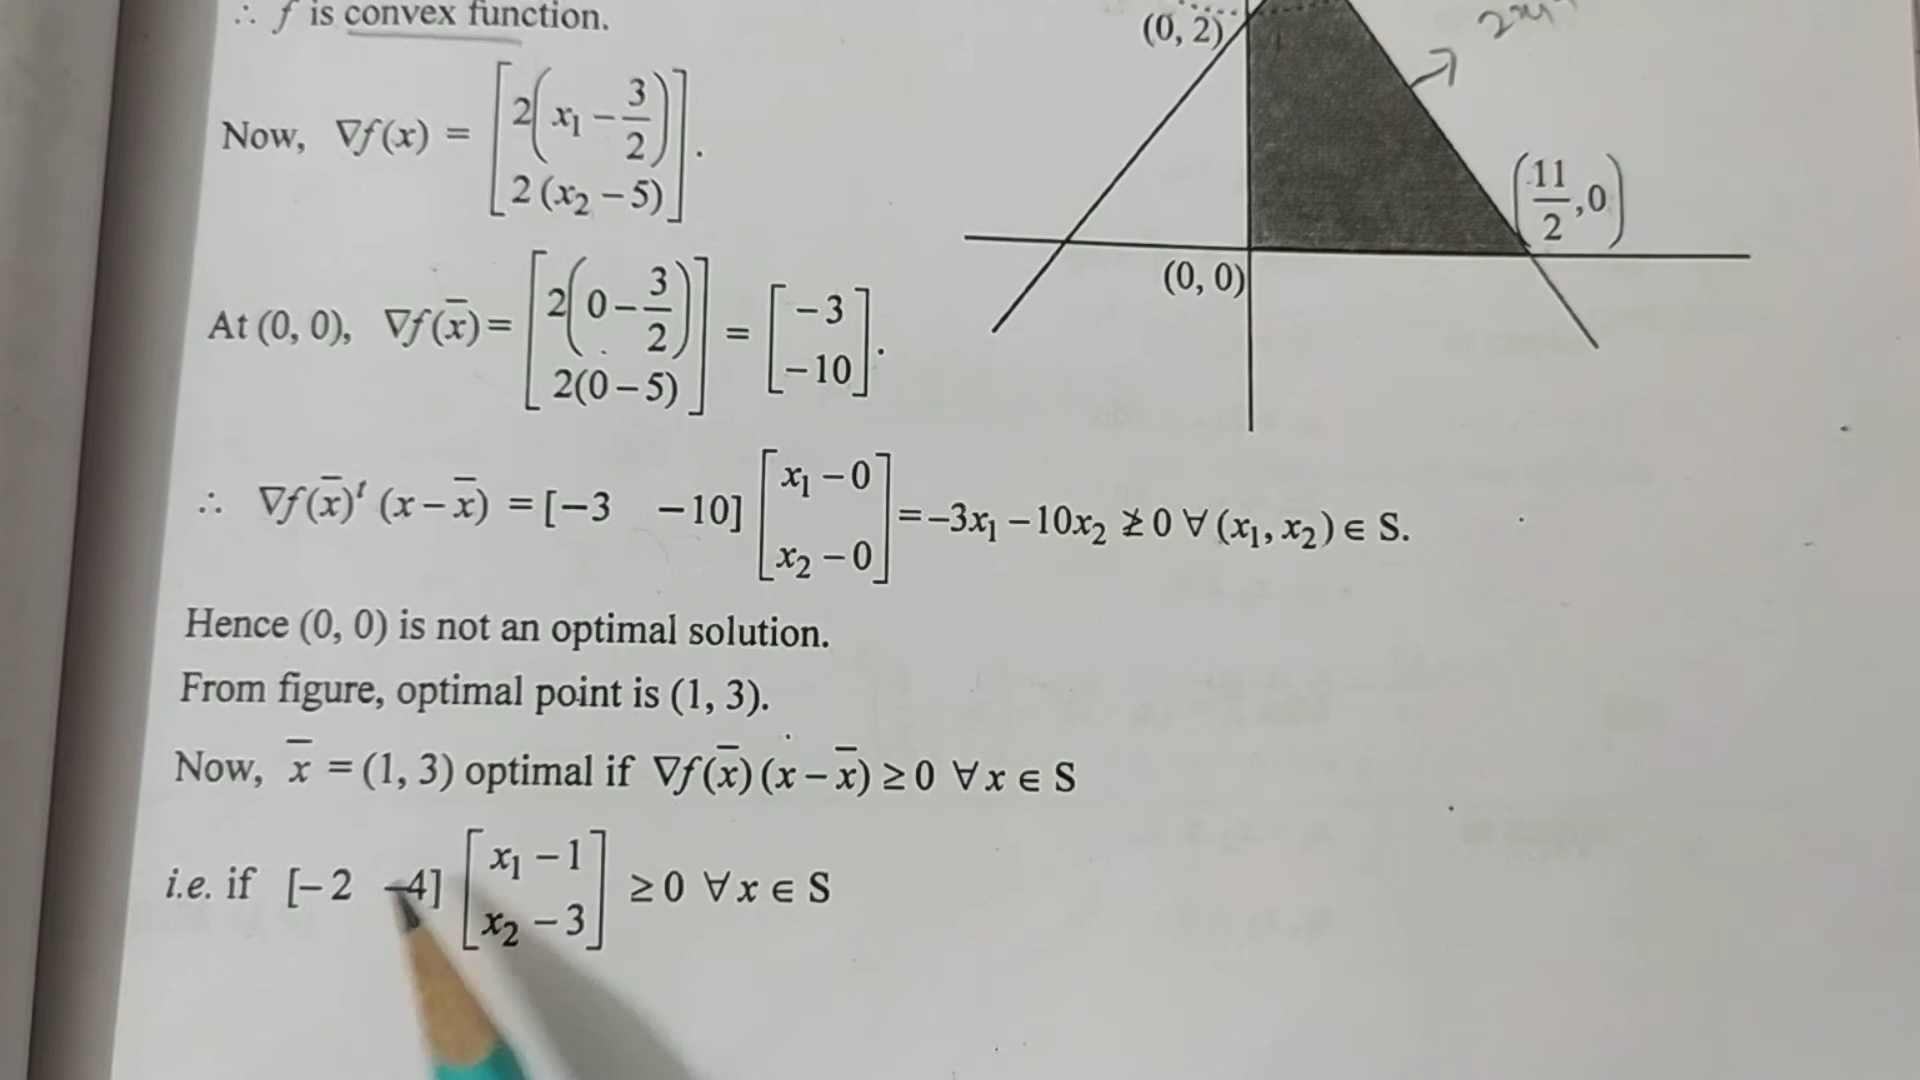 ∴ f is convex function.
Now, ∇f(x) = [2(x₁ − 3/2) 2(x₂ − 5)].
At (0, 0), ∇f(x̄) = [2(0 − 3/2) 2(0 − 5)] = [−3 −10].
∴ ∇f(x̄)ᵗ (x − x̄) = [−3 −10] [x₁ − 0 x₂ − 0] = −3x₁ − 10x₂ ≱ 0 ∀ (x₁, x₂) ∈ S.
Hence (0, 0) is not an optimal solution.
From figure, optimal point is (1, 3).
Now, x̄ = (1, 3) optimal if ∇f(x̄) (x − x̄) ≥ 0 ∀ x ∈ S
i.e. if [−2 −4] [x₁ − 1 x₂ − 3] ≥ 0 ∀ x ∈ S
(0, 2)
(11/2, 0)
(0, 0)